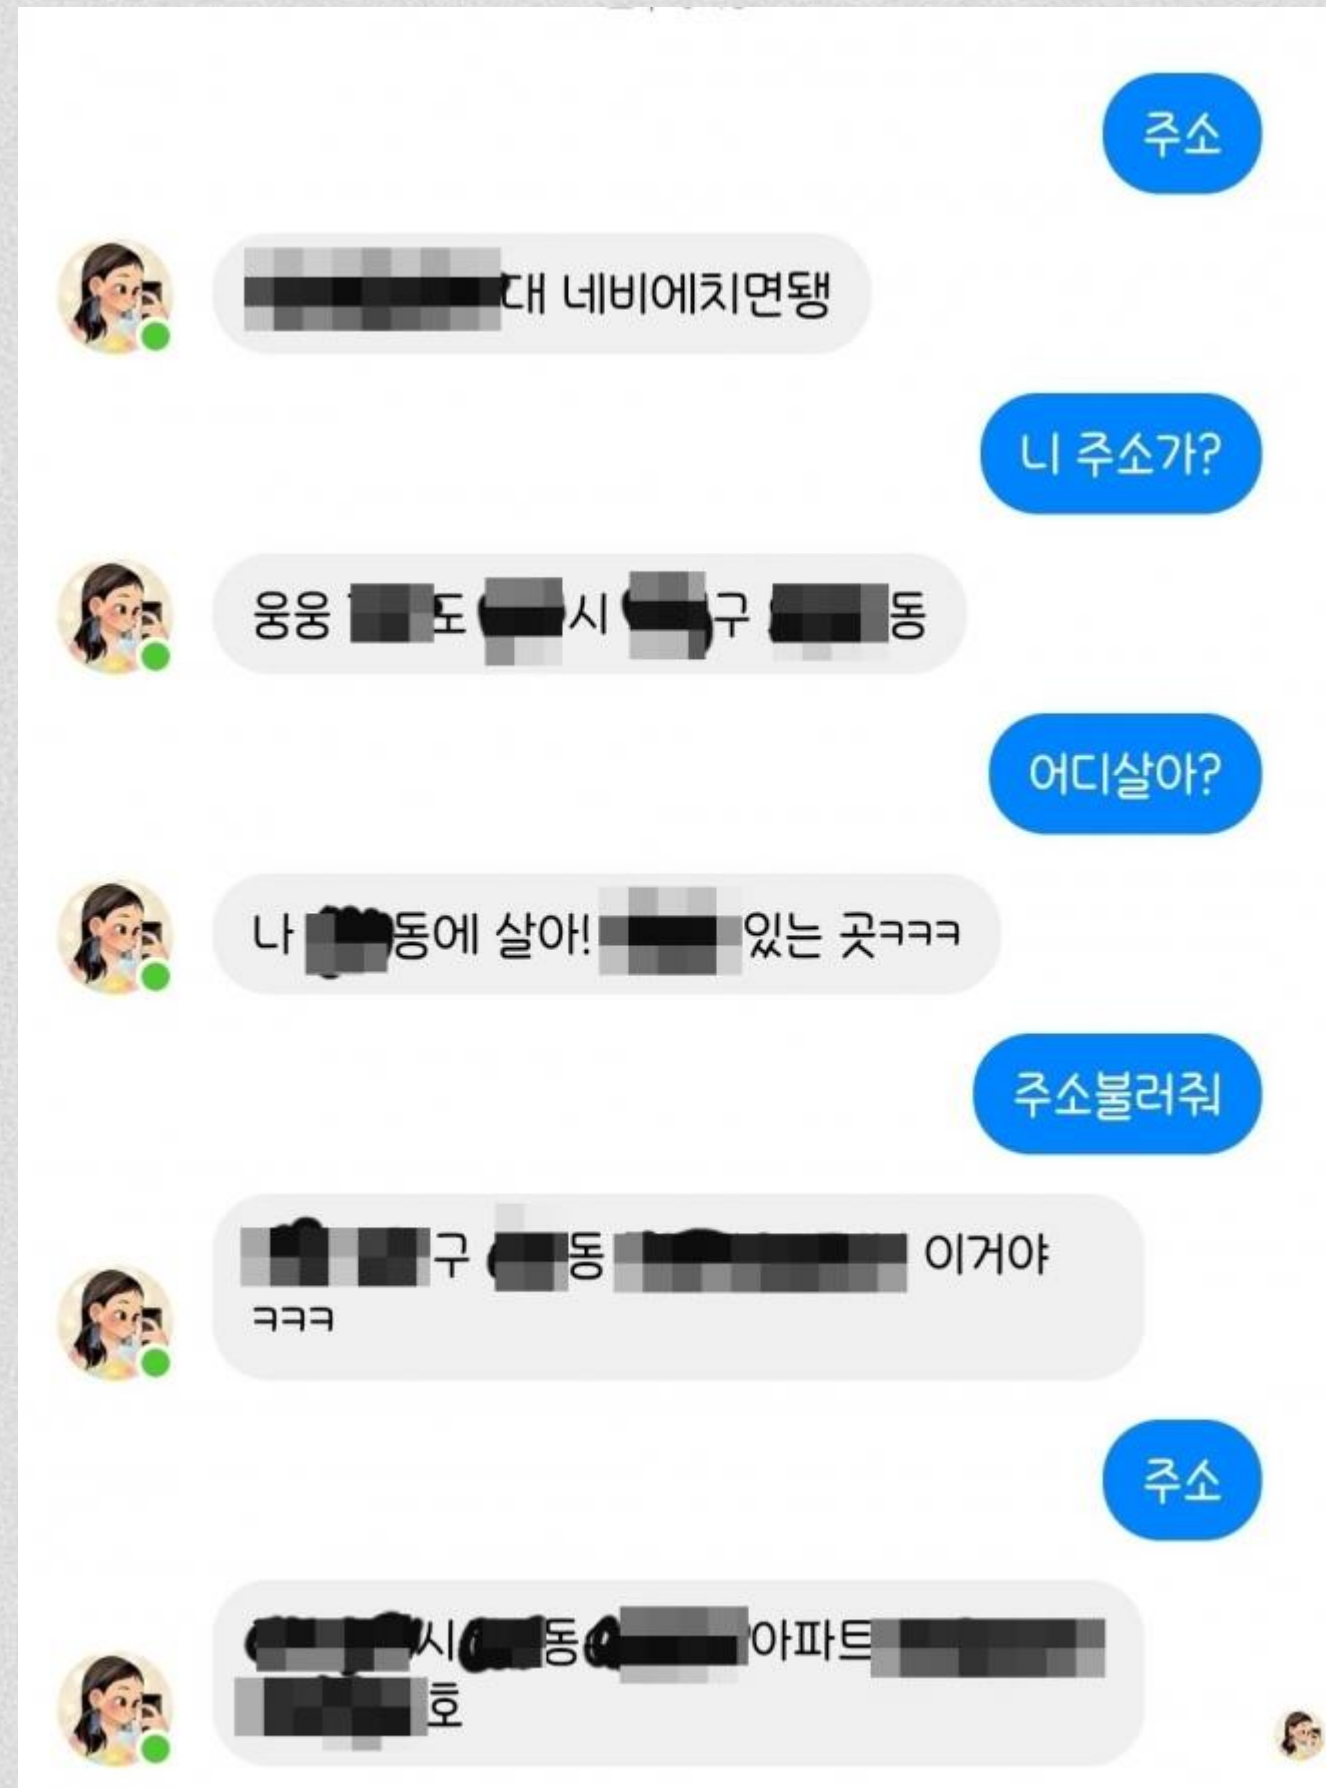 주소
대 네비에치면됑
니 주소가?
웅웅 도 시 구 동
어디살아?
나 동에 살아! 있는 곳ㅋㅋㅋ
주소불러줘
구 동 이거야
ㅋㅋㅋ
주소
시 동 아파트
호